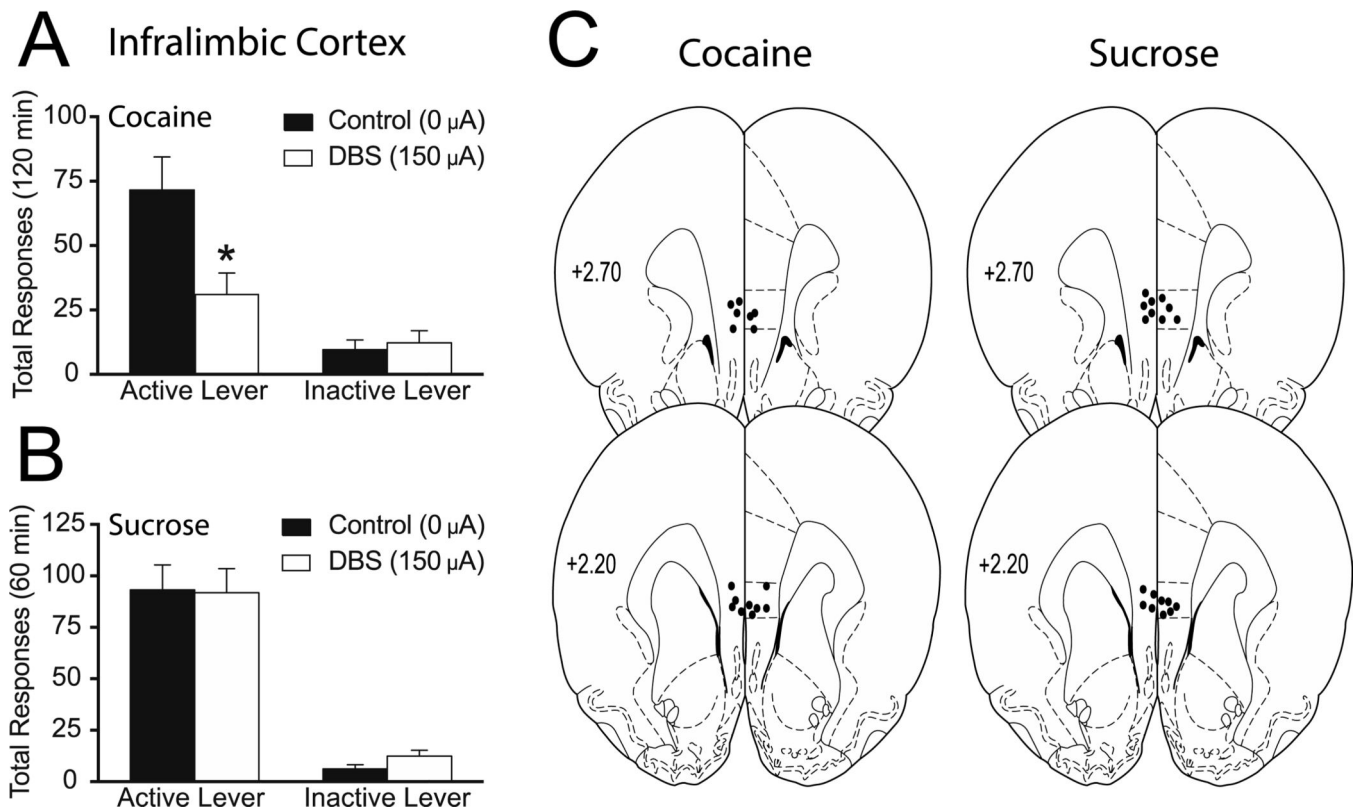 A Infralimbic Cortex
Total Responses (120 min)
100
75
50
25
0
Cocaine
Control (0 µA)
DBS (150 µA)
*
Active Lever Inactive Lever
B
Total Responses (60 min)
125
100
75
50
25
0
Sucrose
Control (0 µA)
DBS (150 µA)
Active Lever Inactive Lever
C
Cocaine Sucrose
+2.70 +2.70
+2.20 +2.20